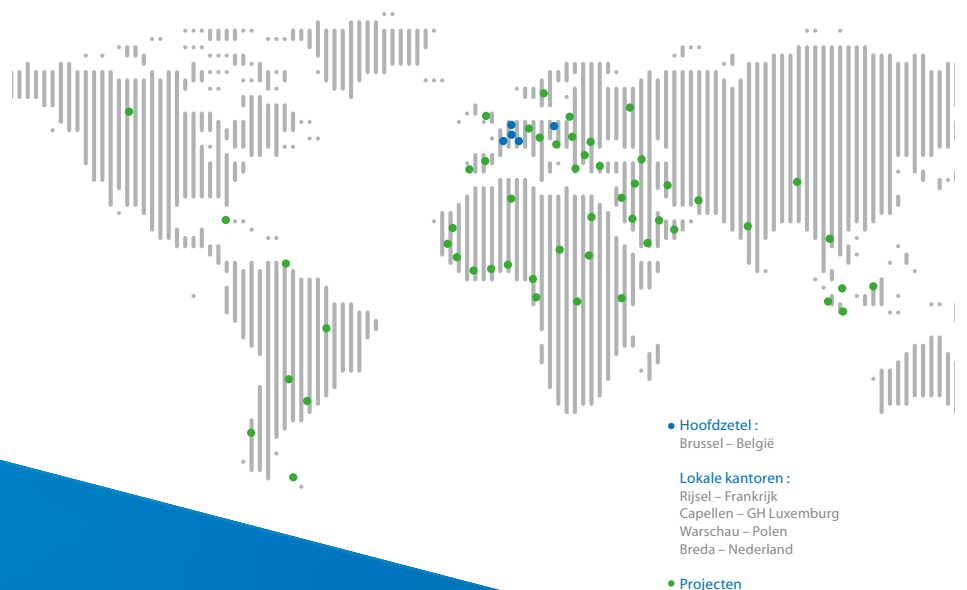 Hoofdzetel :
Brussel – België
Lokale kantoren :
Rijsel – Frankrijk
Capellen – GH Luxemburg
Warschau – Polen
Breda – Nederland
Projecten